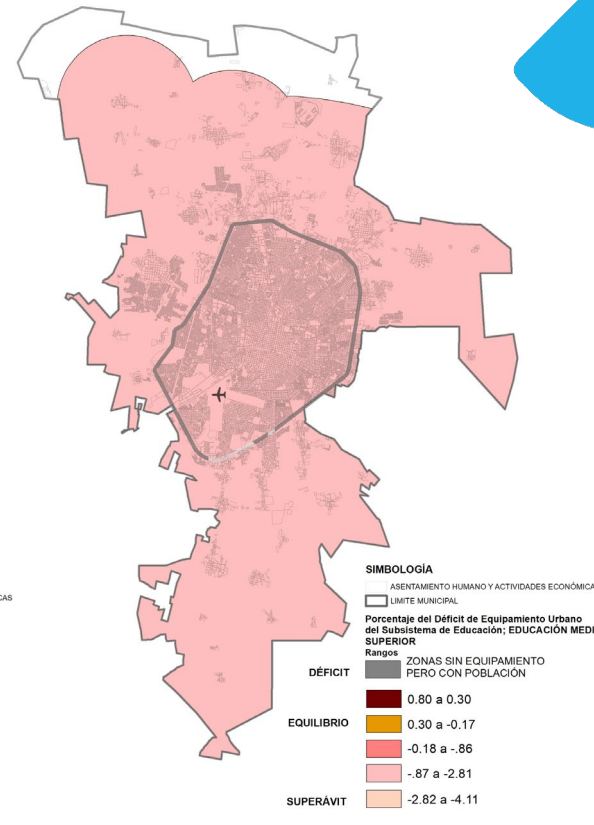 SIMBOLOGÍA
ASENTAMIENTO HUMANO Y ACTIVIDADES ECONÓMICA
CAS
LIMITE MUNICIPAL
Porcentaje del Déficit de Equipamiento Urbano
del Subsistema de Educación; EDUCACIÓN MEDI
SUPERIOR
Rangos
DÉFICIT
ZONAS SIN EQUIPAMIENTO
PERO CON POBLACIÓN
0.80 a 0.30
EQUILIBRIO
0.30 a -0.17
-0.18 a -.86
-.87 a -2.81
SUPERÁVIT
-2.82 a -4.11